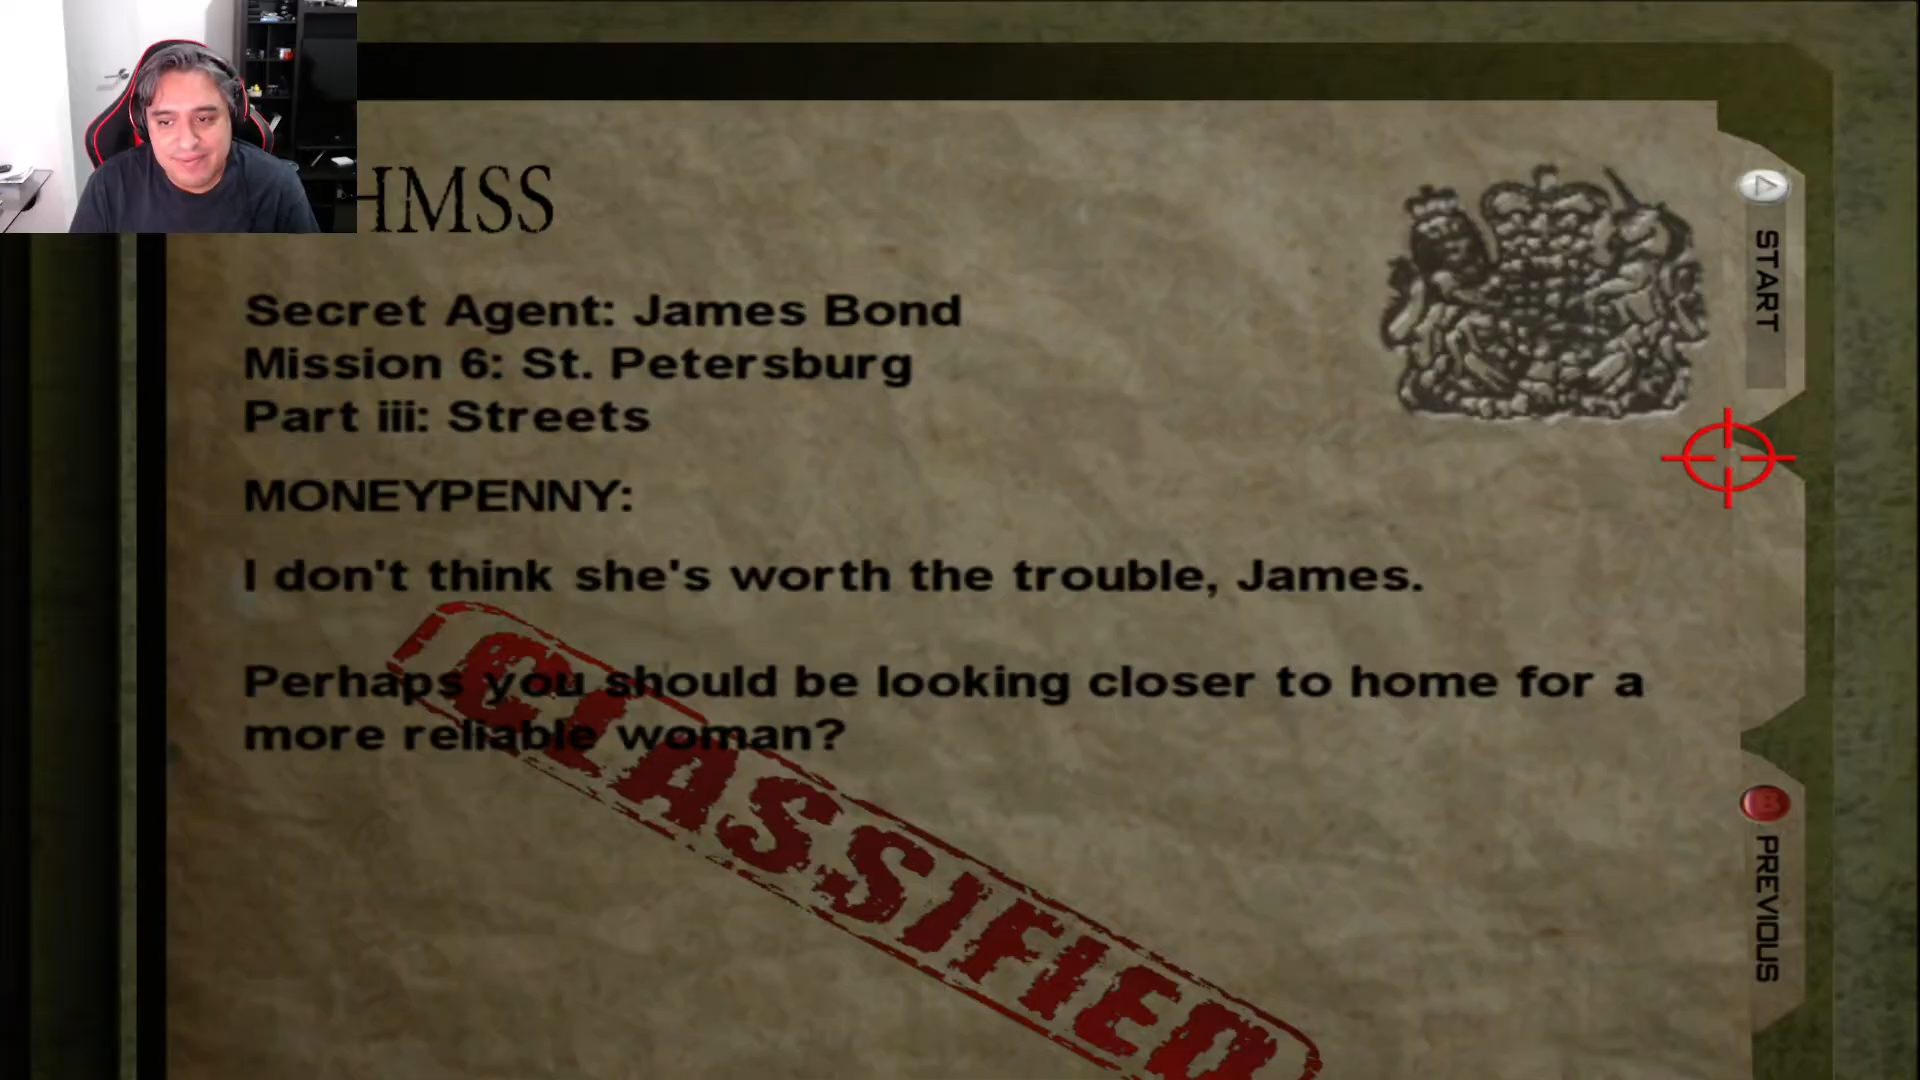 HMSS
Secret Agent: James Bond
Mission 6: St. Petersburg
Part iii: Streets
MONEYPENNY:
I don't think she's worth the trouble, James.
Perhaps you should be looking closer to home for a
more reliable woman?
CLASSIFIED
START
B
PREVIOUS